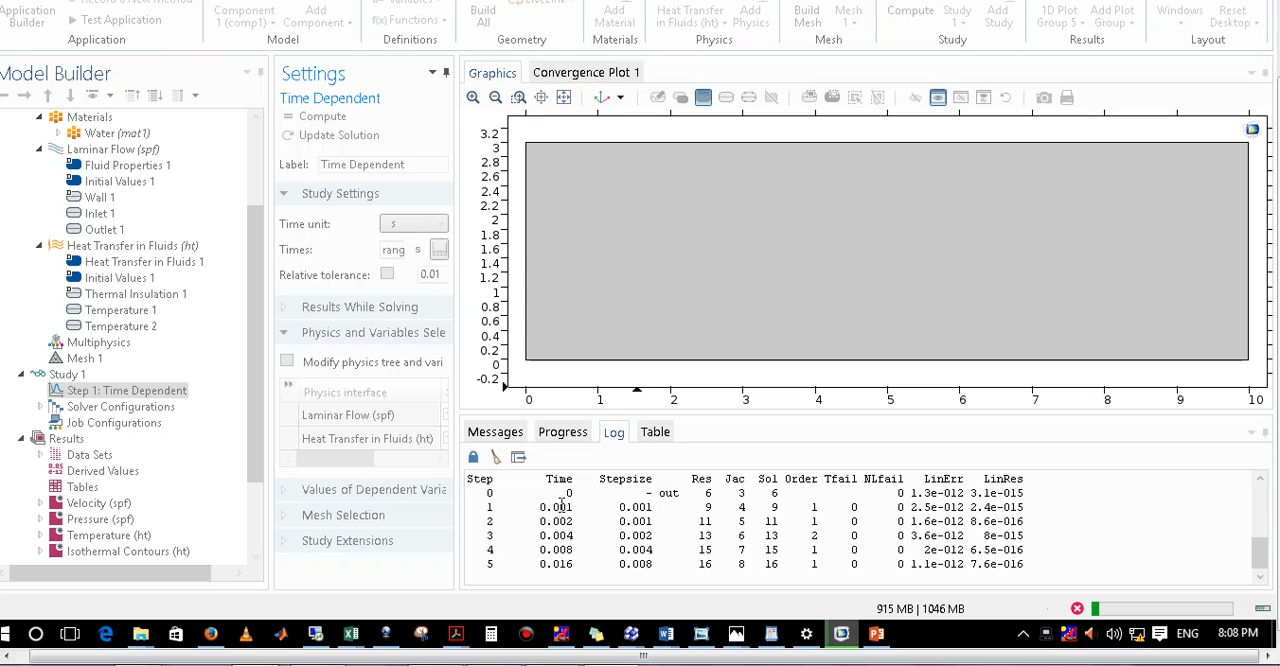 Record a New Method
Variables
LiveLink
Application Builder
Test Application
Component 1 (comp1)
Add Component
f(x) Functions
Build All
Add Material
Heat Transfer in Fluids (ht)
Add Physics
Build Mesh
Mesh 1
Compute
Study 1
Add Study
1D Plot Group 5
Add Plot Group
Windows
Reset Desktop
Application
Model
Definitions
Geometry
Materials
Physics
Mesh
Study
Results
Layout
Model Builder
Materials
Water (mat1)
Laminar Flow (spf)
Fluid Properties 1
Initial Values 1
Wall 1
Inlet 1
Outlet 1
Heat Transfer in Fluids (ht)
Heat Transfer in Fluids 1
Initial Values 1
Thermal Insulation 1
Temperature 1
Temperature 2
Multiphysics
Mesh 1
Study 1
Step 1: Time Dependent
Solver Configurations
Job Configurations
Results
Data Sets
8.85
e-12
Derived Values
Tables
Velocity (spf)
Pressure (spf)
Temperature (ht)
Isothermal Contours (ht)
Settings
Time Dependent
= Compute
Update Solution
Label: Time Dependent
Study Settings
Time unit: s
Times: rang s
Relative tolerance: 0.01
Results While Solving
Physics and Variables Sele
Modify physics tree and vari
Physics interface
Laminar Flow (spf)
Heat Transfer in Fluids (ht)
Values of Dependent Varia
Mesh Selection
Study Extensions
Graphics
Convergence Plot 1
3.2
3
2.8
2.6
2.4
2.2
2
1.8
1.6
1.4
1.2
1
0.8
0.6
0.4
0.2
0
-0.2
0 1 2 3 4 5 6 7 8 9 10
Messages Progress Log Table
Step Time Stepsize Res Jac Sol Order Tfail NLfail LinErr LinRes
0 0 - out 6 3 6 0 1.3e-012 3.1e-015
1 0.001 0.001 9 4 9 1 0 0 2.5e-012 2.4e-015
2 0.002 0.001 11 5 11 1 0 0 1.6e-012 8.6e-016
3 0.004 0.002 13 6 13 2 0 0 3.6e-012 8e-015
4 0.008 0.004 15 7 15 1 0 0 2e-012 6.5e-016
5 0.016 0.008 16 8 16 1 0 0 1.1e-012 7.6e-016
915 MB | 1046 MB
ENG 8:08 PM